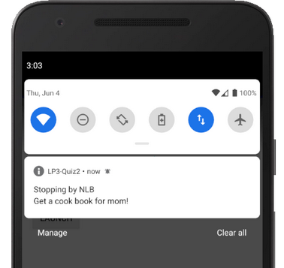 3:03
Thu, Jun 4
100%
LP3-Quiz2 • now
Stopping by NLB
Get a cook book for mom!
LAUNCH
Manage
Clear all